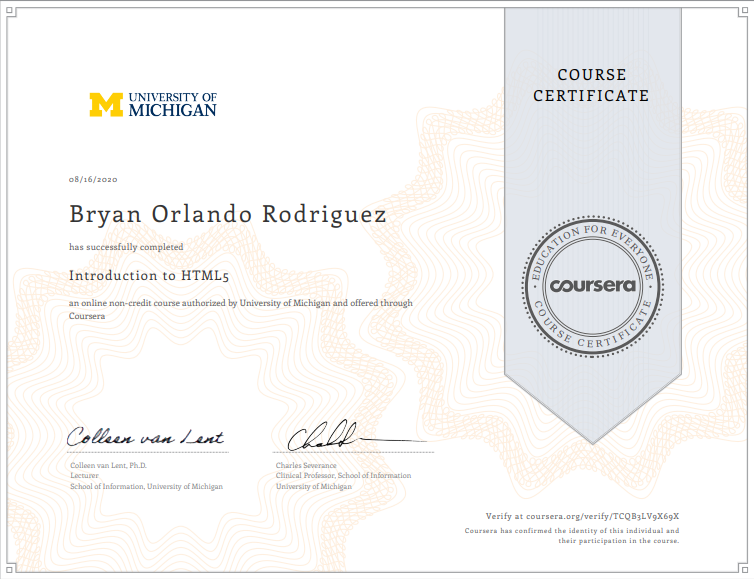 UNIVERSITY OF
MICHIGAN
COURSE
CERTIFICATE
08/16/2020
Bryan Orlando Rodriguez
has successfully completed
Introduction to HTML5
an online non-credit course authorized by University of Michigan and offered through
Coursera
EDUCATION FOR EVERYONE
coursera
COURSE CERTIFICATE
Colleen van Lent
Colleen van Lent, Ph.D.
Lecturer
School of Information, University of Michigan
Charles Severance
Clinical Professor, School of Information
University of Michigan
Verify at coursera.org/verify/TCQB3LV9X69X
Coursera has confirmed the identity of this individual and
their participation in the course.